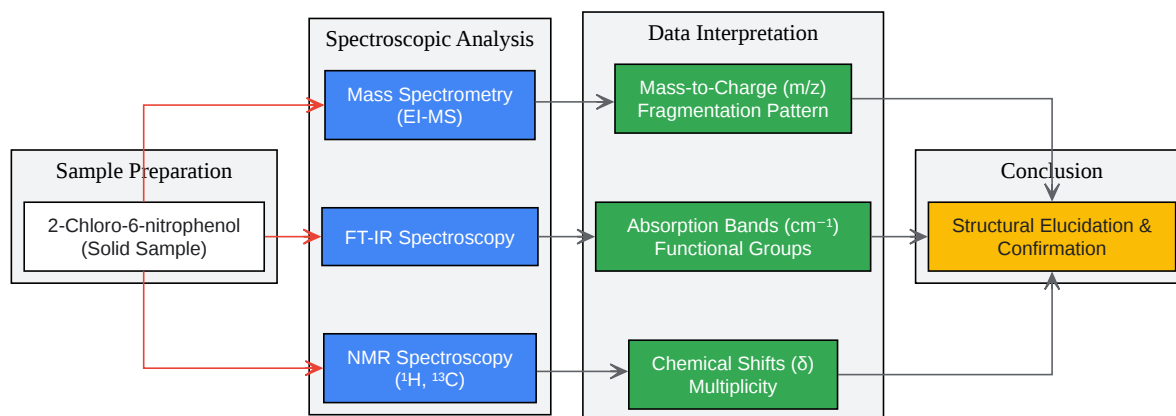 Sample Preparation
2-Chloro-6-nitrophenol
(Solid Sample)
Spectroscopic Analysis
Mass Spectrometry
(EI-MS)
FT-IR Spectroscopy
NMR Spectroscopy
(¹H, ¹³C)
Data Interpretation
Mass-to-Charge (m/z)
Fragmentation Pattern
Absorption Bands (cm⁻¹)
Functional Groups
Chemical Shifts (δ)
Multiplicity
Conclusion
Structural Elucidation &
Confirmation